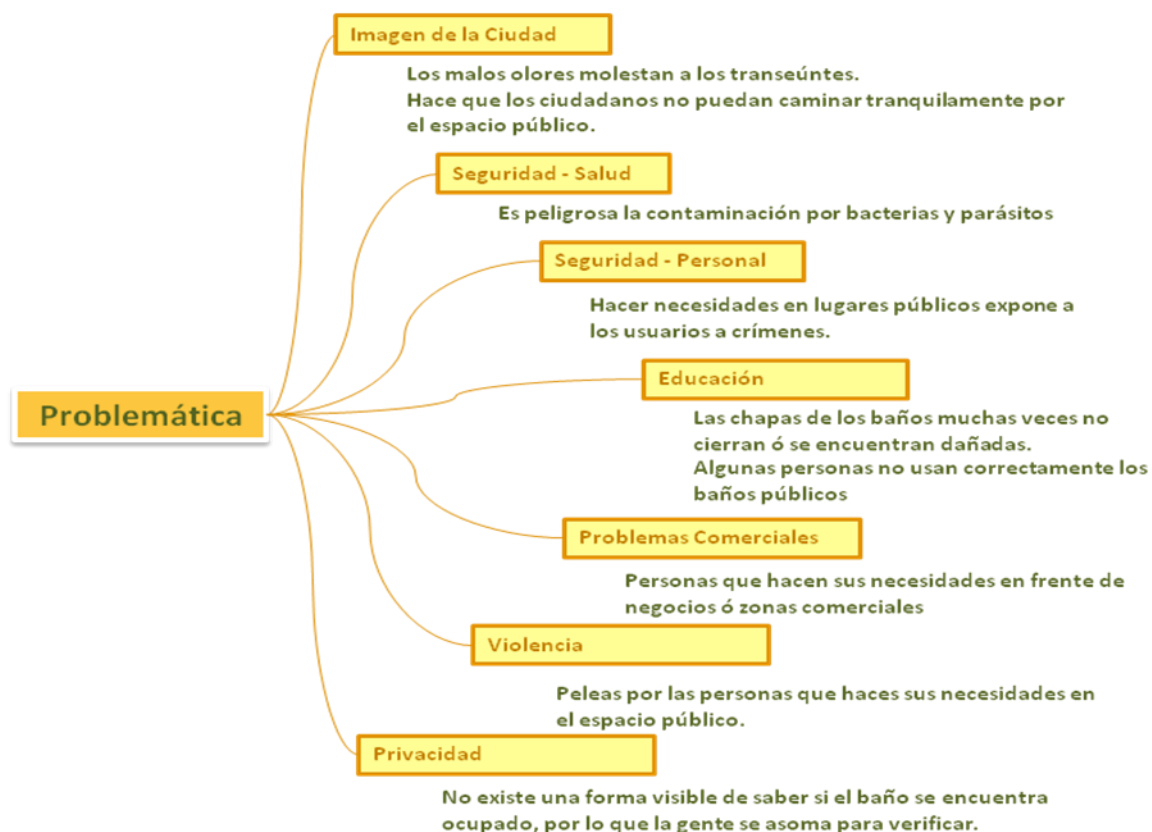 Imagen de la Ciudad
Los malos olores molestan a los transeúntes.
Hace que los ciudadanos no puedan caminar tranquilamente por
el espacio público.
Seguridad - Salud
Es peligrosa la contaminación por bacterias y parásitos
Seguridad - Personal
Hacer necesidades en lugares públicos expone a
los usuarios a crímenes.
Educación
Las chapas de los baños muchas veces no
cierran ó se encuentran dañadas.
Algunas personas no usan correctamente los
baños públicos
Problemática
Problemas Comerciales
Personas que hacen sus necesidades en frente de
negocios ó zonas comerciales
Violencia
Peleas por las personas que haces sus necesidades en
el espacio público.
Privacidad
No existe una forma visible de saber si el baño se encuentra
ocupado, por lo que la gente se asoma para verificar.